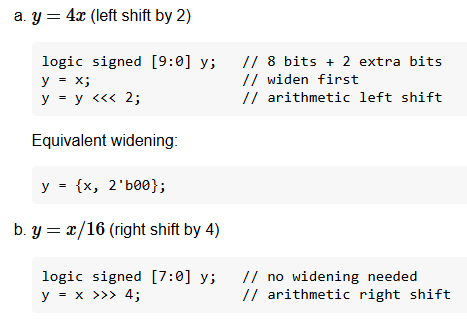 a. y = 4x (left shift by 2)
logic signed [9:0] y;   // 8 bits + 2 extra bits
y = x;                  // widen first
y = y <<< 2;            // arithmetic left shift
Equivalent widening:
y = {x, 2'b00};
b. y = x/16 (right shift by 4)
logic signed [7:0] y;   // no widening needed
y = x >>> 4;            // arithmetic right shift